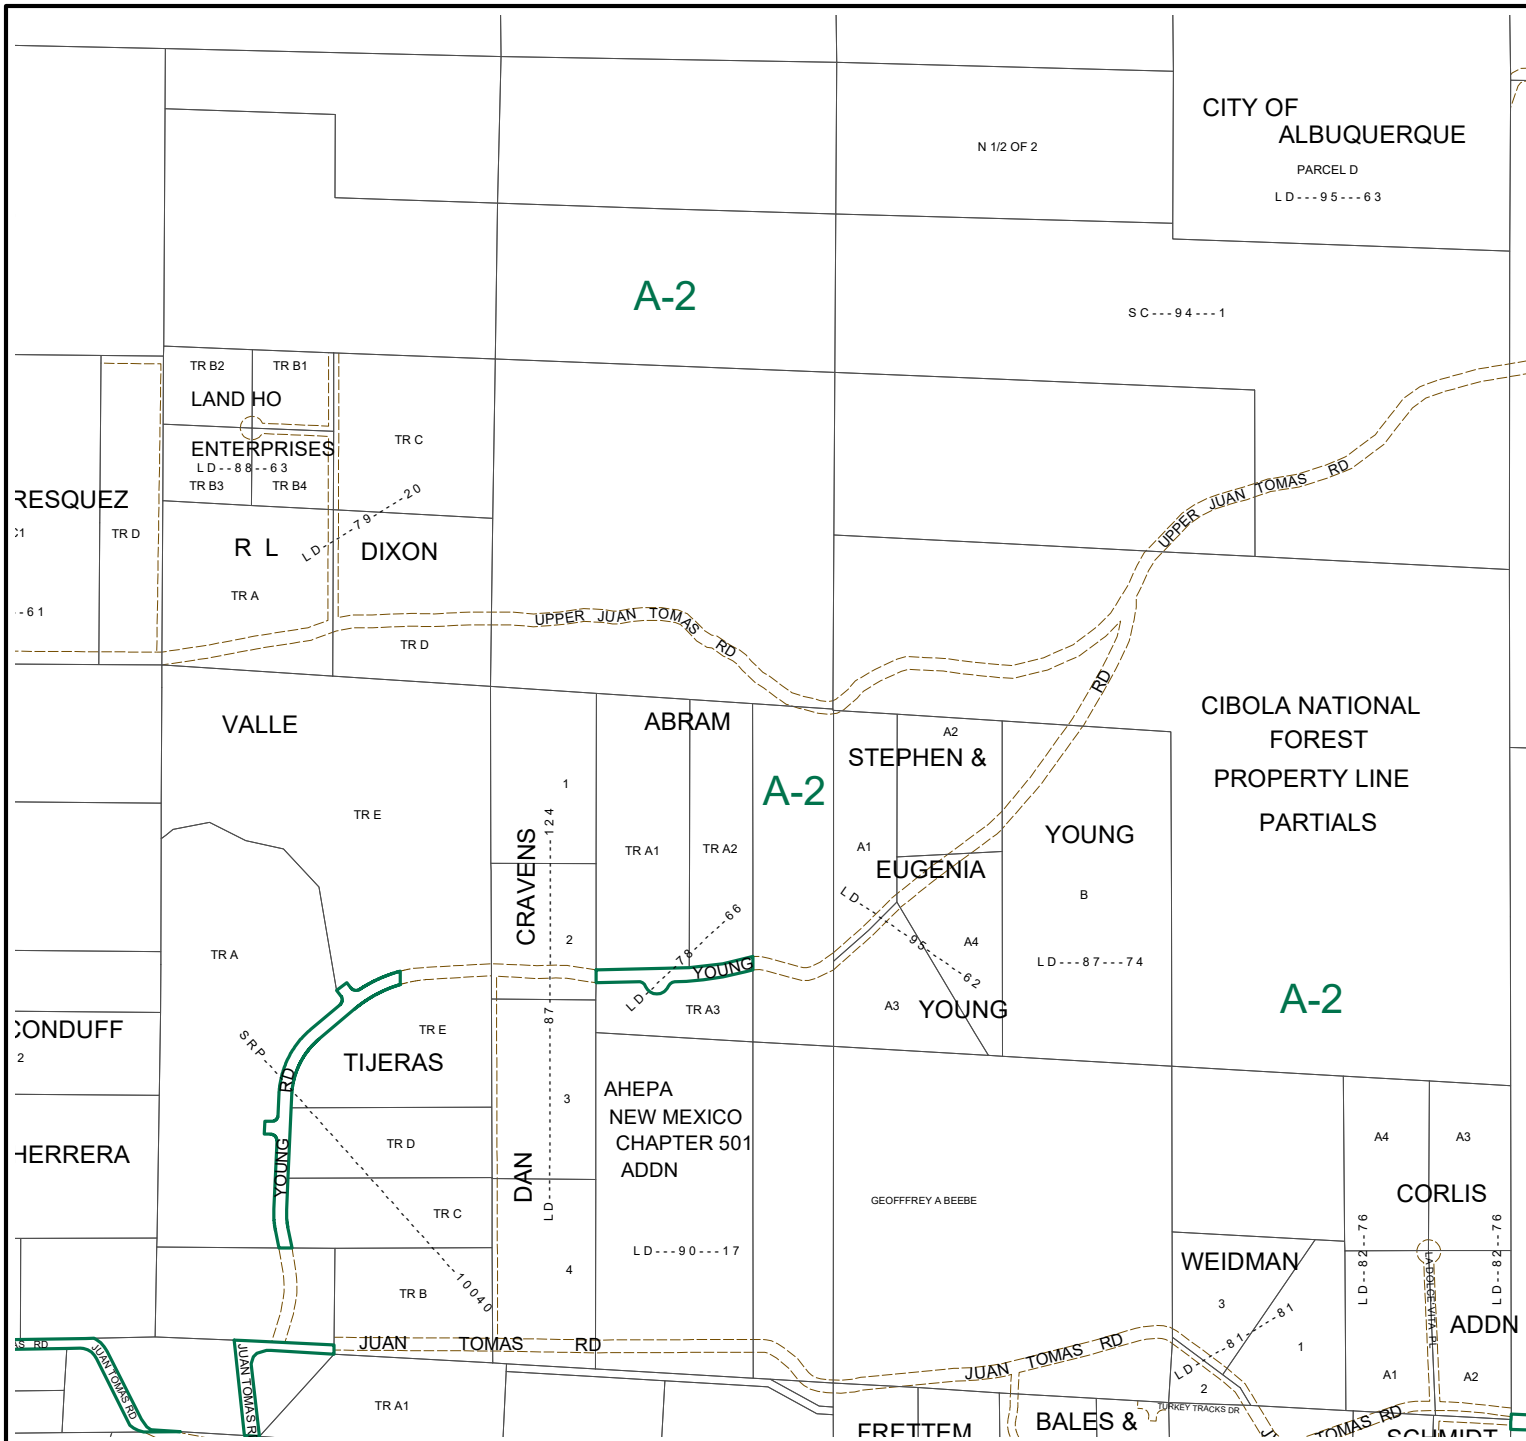 CITY OF
ALBUQUERQUE
PARCEL D
LD---95---63
N 1/2 OF 2
A-2
SC---94---1
TR B2
TR B1
LAND HO
ENTERPRISES
LD--88--63
TR B3
TR B4
TR C
LD-----79-----20
RESQUEZ
TR D
R L
DIXON
TR A
61
TR D
UPPER JUAN TOMAS RD
UPPER JUAN TOMAS RD
RD
VALLE
TR E
ABRAM
A-2
STEPHEN &
A2
CIBOLA NATIONAL
FOREST
PROPERTY LINE
PARTIALS
1
CRAVENS
TR A1
TR A2
A1
EUGENIA
YOUNG
B
LD---87---74
2
LD-----78-----66
YOUNG
LD-----95-----62
A4
A3
YOUNG
A-2
TR A
CONDUFF
2
SRP
10040
TR E
TIJERAS
RD
YOUNG
TR A3
LD 87 124
3
AHEPA
NEW MEXICO
CHAPTER 501
ADDN
HERRERA
TR D
TR C
DAN
GEOFFFREY A BEEBE
LD---90---17
4
TR B
A4
A3
CORLIS
LD--82--76
LD--82--76
LA DOLCE VITA PL
WEIDMAN
3
LD-----81-----81
1
2
ADDN
A1
A2
AS RD
JUAN TOMAS RD
JUAN TOMAS R
JUAN TOMAS RD
JUAN TOMAS RD
TR A1
TURKEY TRACKS DR
FRETTEM
BALES &
TOMAS RD
SCHMIDT